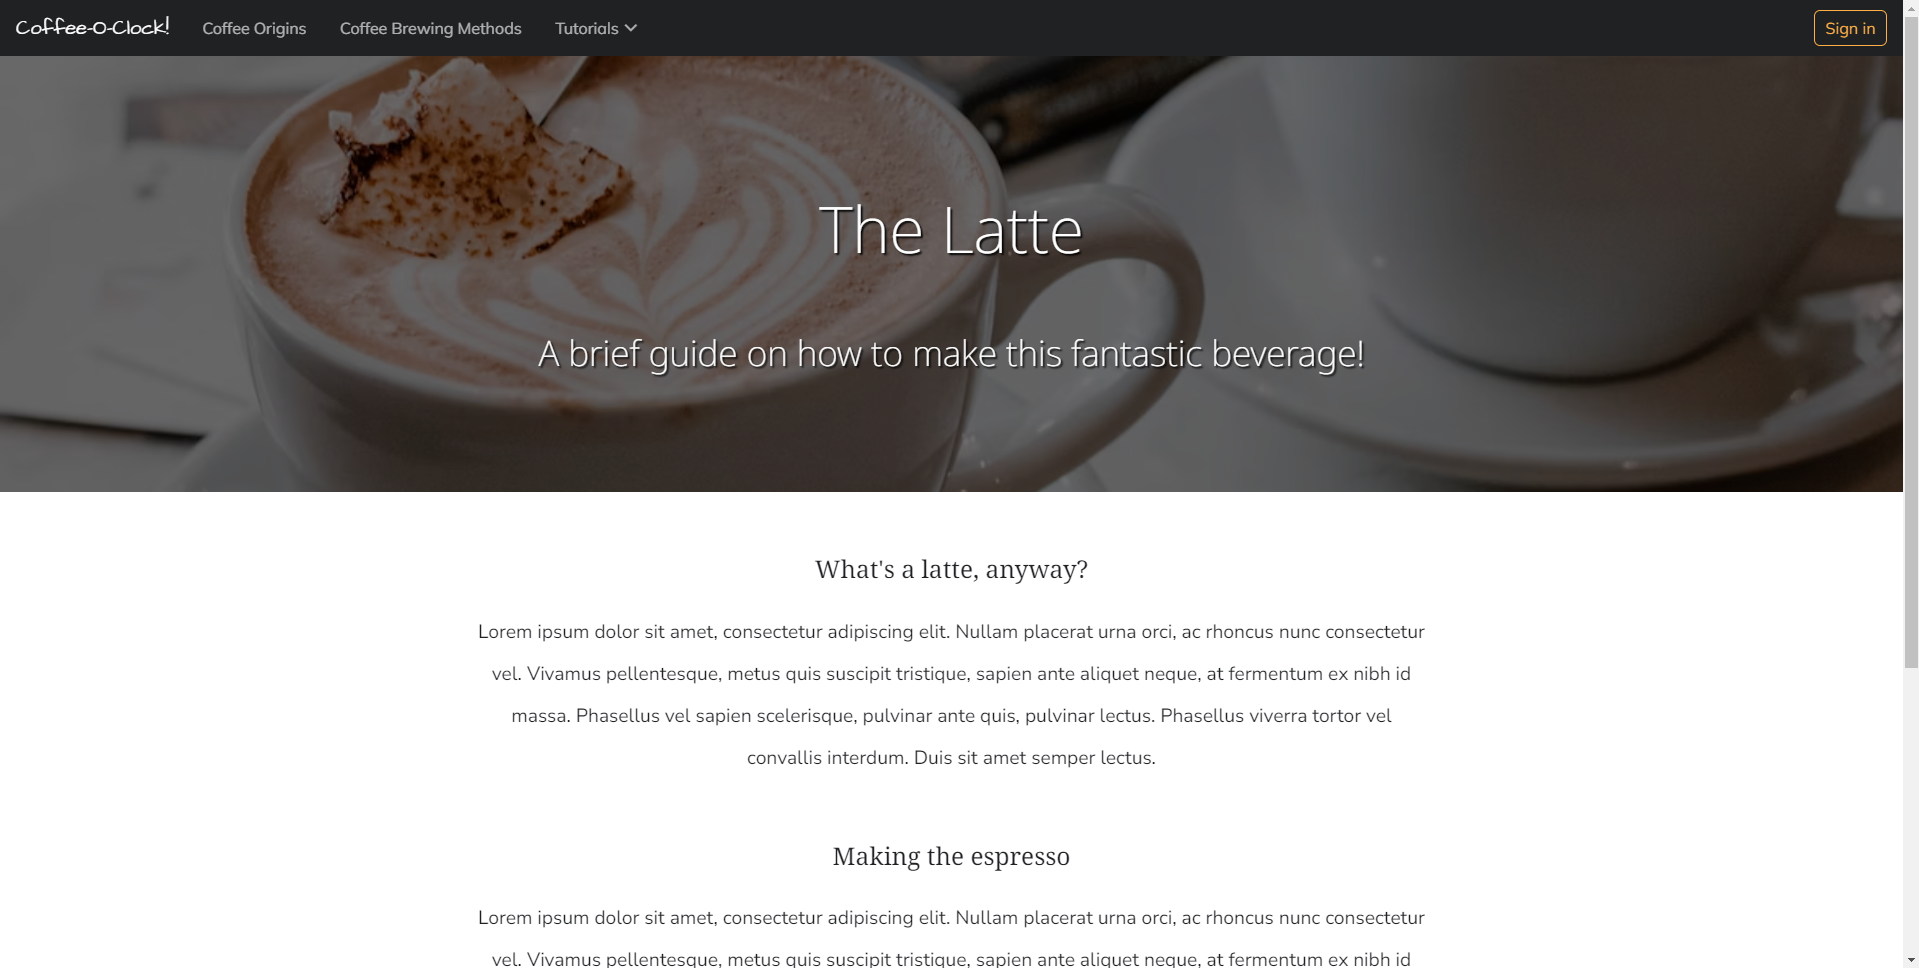 Coffee-O-Clock!
Coffee Origins
Coffee Brewing Methods
Tutorials
Sign in
The Latte
A brief guide on how to make this fantastic beverage!
What's a latte, anyway?
Lorem ipsum dolor sit amet, consectetur adipiscing elit. Nullam placerat urna orci, ac rhoncus nunc consectetur
vel. Vivamus pellentesque, metus quis suscipit tristique, sapien ante aliquet neque, at fermentum ex nibh id
massa. Phasellus vel sapien scelerisque, pulvinar ante quis, pulvinar lectus. Phasellus viverra tortor vel
convallis interdum. Duis sit amet semper lectus.
Making the espresso
Lorem ipsum dolor sit amet, consectetur adipiscing elit. Nullam placerat urna orci, ac rhoncus nunc consectetur
vel. Vivamus pellentesque, metus quis suscipit tristique, sapien ante aliquet neque, at fermentum ex nibh id